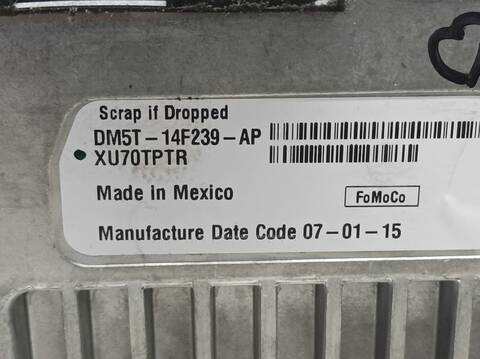 Scrap if Dropped
DM5T-14F239-AP
XU70TPTR
Made in Mexico
FoMoCo
Manufacture Date Code 07-01-15